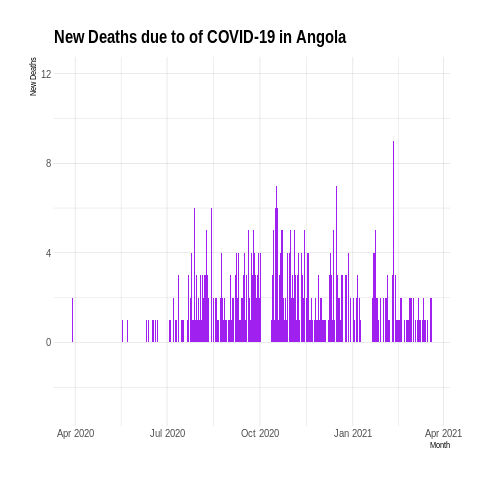 New Deaths due to of COVID-19 in Angola
New Deaths
12
8
4
0
Apr 2020 Jul 2020 Oct 2020 Jan 2021 Apr 2021
Month